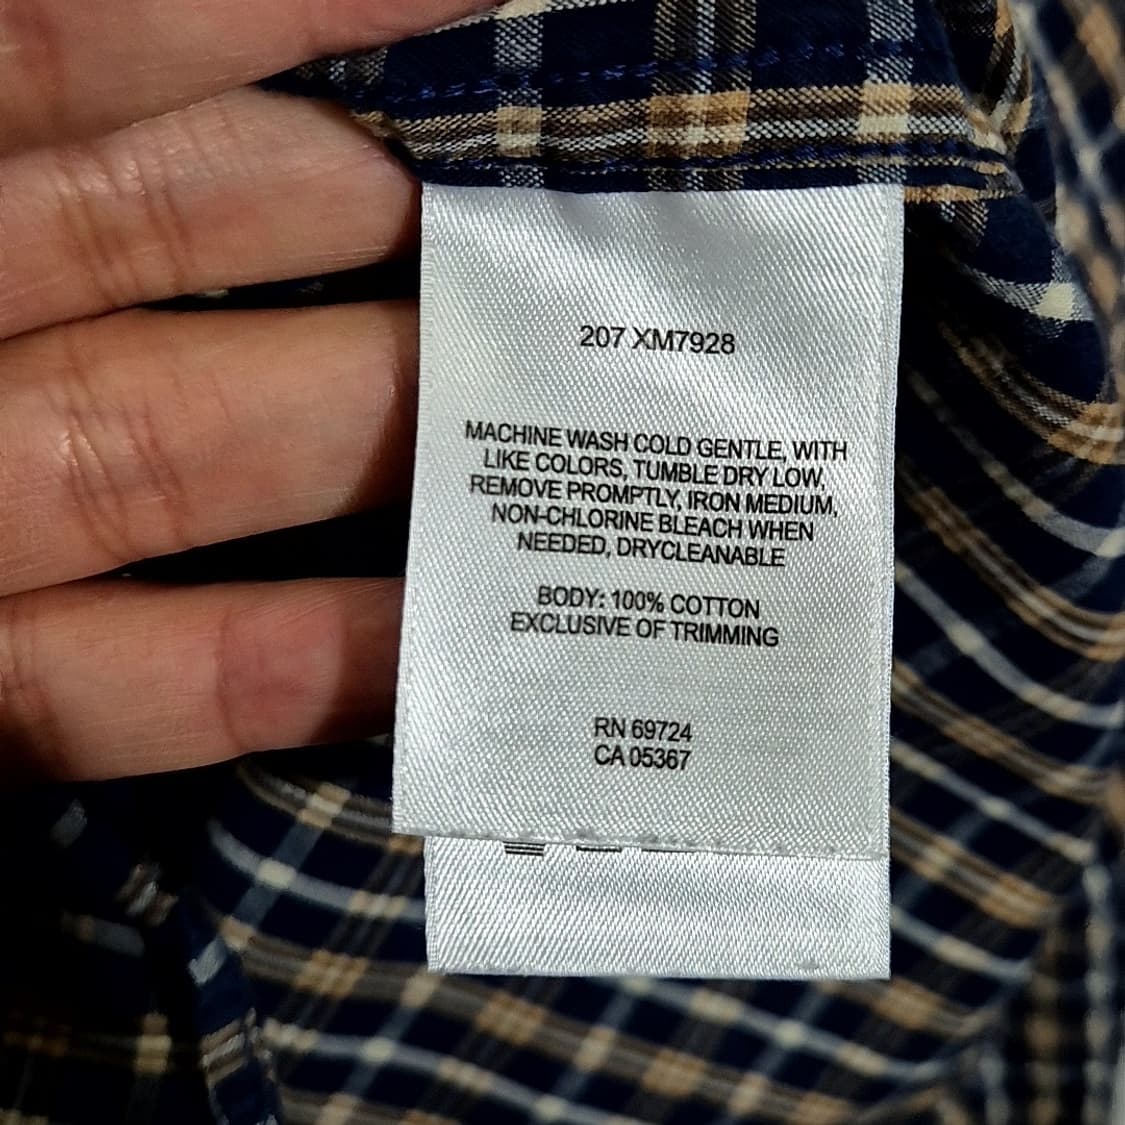 207 XM7928
MACHINE WASH COLD GENTLE, WITH
LIKE COLORS, TUMBLE DRY LOW,
REMOVE PROMPTLY, IRON MEDIUM,
NON-CHLORINE BLEACH WHEN
NEEDED, DRYCLEANABLE
BODY: 100% COTTON
EXCLUSIVE OF TRIMMING
RN 69724
CA 05367